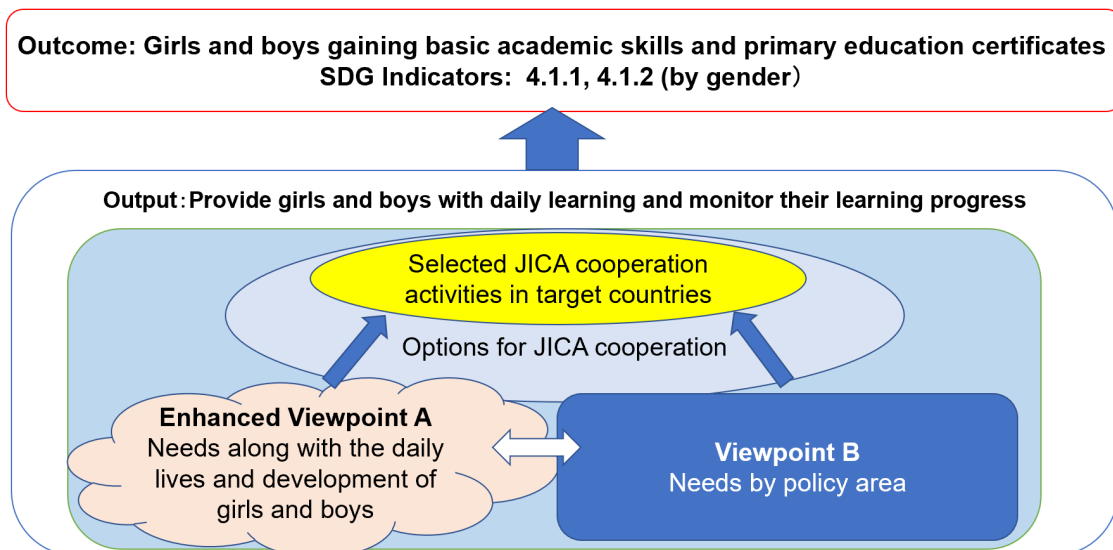 Outcome: Girls and boys gaining basic academic skills and primary education certificates
SDG Indicators:  4.1.1, 4.1.2 (by gender）
Output：Provide girls and boys with daily learning and monitor their learning progress
Selected JICA cooperation
activities in target countries
Options for JICA cooperation
Enhanced Viewpoint A
Needs along with the daily
lives and development of
girls and boys
Viewpoint B
Needs by policy area